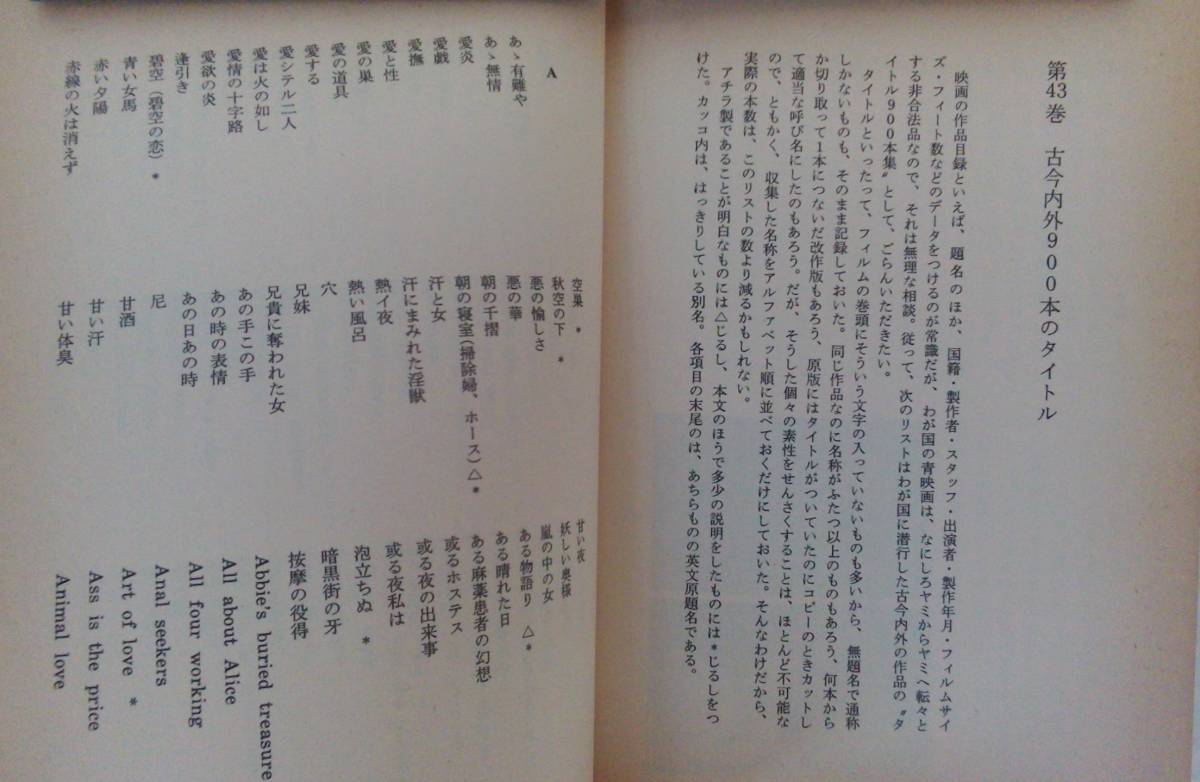 第43巻　古今内外900本のタイトル
映画の作品目録といえば、題名のほか、国籍・製作者・スタッフ・出演者・製作年月・フィルムサイ
ズ・フィート数などのデータをつけるのが常識だが、わが国の青映画は、なにしろヤミからヤミへ転々と
する非合法品なので、それは無理な相談。従って、次のリストはわが国に潜行した古今内外の作品の〝タ
イトル900本集〟として、ごらんいただきたい。
タイトルといったって、フィルムの巻頭にそういう文字の入っていないものも多いから、無題名で通称
しかないものも、そのまま記録しておいた。同じ作品なのに名称がふたつ以上のものもあろう、何本から
か切り取って1本につないだ改作版もあろう、原版にはタイトルがついていたのにコピーのときカットし
て適当な呼び名にしたのもあろう。だが、そうした個々の素性をせんさくすることは、ほとんど不可能な
ので、ともかく、収集した名称をアルファベット順に並べておくだけにしておいた。そんなわけだから、
実際の本数は、このリストの数より減るかもしれない。
アチラ製であることが明白なものには△じるし、本文のほうで多少の説明をしたものには＊じるしをつ
けた。カッコ内は、はっきりしている別名。各項目の末尾のは、あちらものの英文原題名である。
A
あゝ有難や
あゝ無情
愛炎
愛戯
愛撫
愛と性
愛の巣
愛の道具
愛する
愛シテル二人
愛は火の如し
愛情の十字路
愛欲の炎
逢引き
碧空（碧空の恋）＊
青い女馬
赤い夕陽
赤線の火は消えず
空巣　＊
秋空の下　＊
悪の愉しさ
悪の華
朝の千摺
朝の寝室（掃除婦、ホース）△＊
汗と女
汗にまみれた淫獣
熱イ夜
熱い風呂
穴
兄妹
兄貴に奪われた女
あの手この手
あの時の表情
あの日あの時
尼
甘酒
甘い汗
甘い体臭
甘い夜
妖しい奥様
嵐の中の女
ある物語り　△＊
ある晴れた日
ある麻薬患者の幻想
或るホステス
或る夜の出来事
或る夜私は
泡立ちぬ　＊
暗黒街の牙
按摩の役得
Abbie's buried treasure
All about Alice
All four working
Anal seekers
Art of love ＊
Ass is the price
Animal love